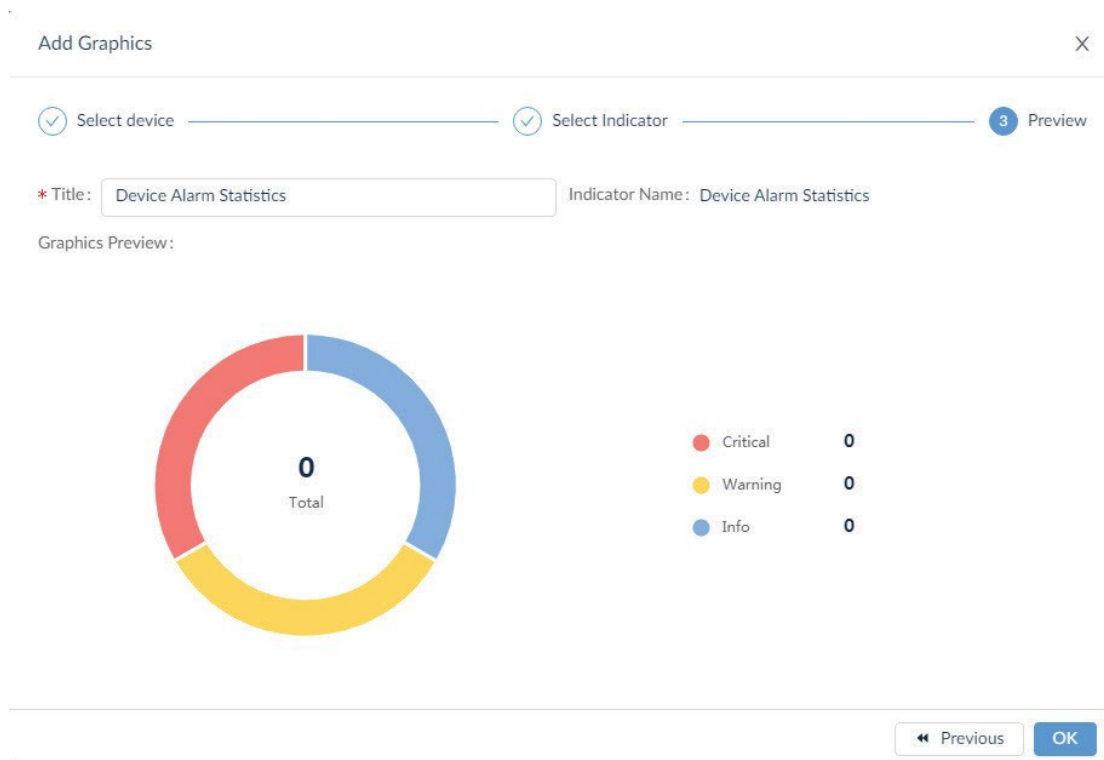 Add Graphics
X
Select device
Select Indicator
3 Preview
* Title: Device Alarm Statistics
Indicator Name: Device Alarm Statistics
Graphics Preview:
0
Total
Critical 0
Warning 0
Info 0
Previous
OK